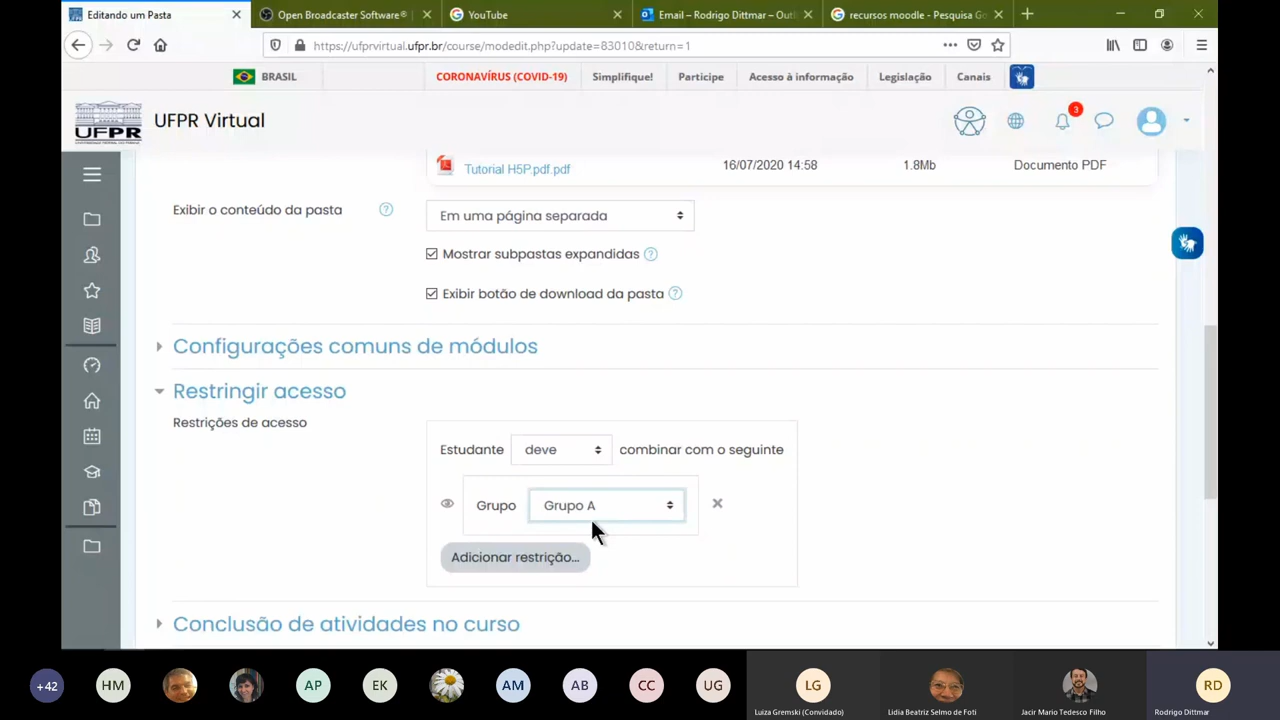 Editando um Pasta
Open Broadcaster Software®
YouTube
Email – Rodrigo Dittmar – Outl
recursos moodle - Pesquisa Go
https://ufprvirtual.ufpr.br/course/modedit.php?update=83010&return=1
BRASIL
CORONAVÍRUS (COVID-19)
Simplifique!
Participe
Acesso à informação
Legislação
Canais
UFPR
UFPR Virtual
3
Tutorial H5P.pdf.pdf
16/07/2020 14:58
1.8Mb
Documento PDF
Exibir o conteúdo da pasta
Em uma página separada
Mostrar subpastas expandidas
Exibir botão de download da pasta
Configurações comuns de módulos
Restringir acesso
Restrições de acesso
Estudante deve combinar com o seguinte
Grupo Grupo A
Adicionar restrição...
Conclusão de atividades no curso
+42
HM
AP
EK
AM
AB
CC
UG
LG
RD
Luiza Gremski (Convidado)
Lidia Beatriz Selmo de Foti
Jacir Mario Tedesco Filho
Rodrigo Dittmar